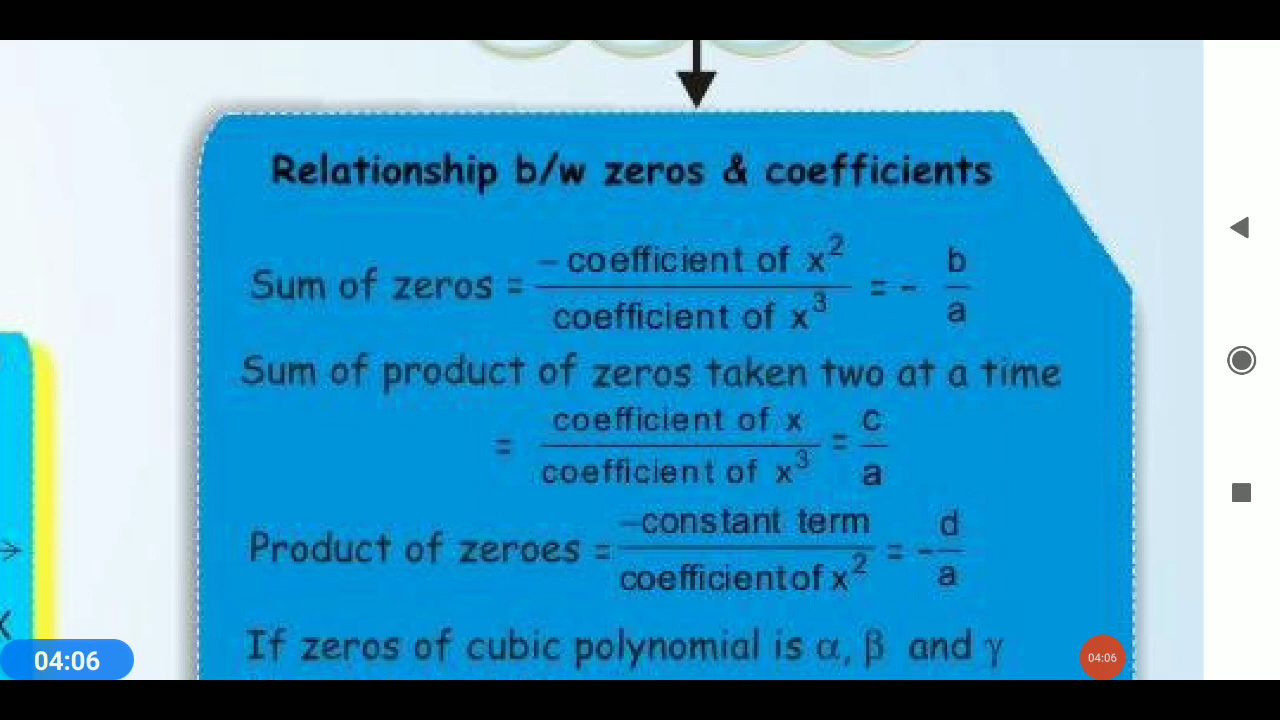 Relationship b/w zeros & coefficients
Sum of zeros = – coefficient of x² / coefficient of x³ = - b/a
Sum of product of zeros taken two at a time
= coefficient of x / coefficient of x³ = c/a
Product of zeroes = –constant term / coefficient of x² = - d/a
If zeros of cubic polynomial is α, β and γ
04:06
04:06